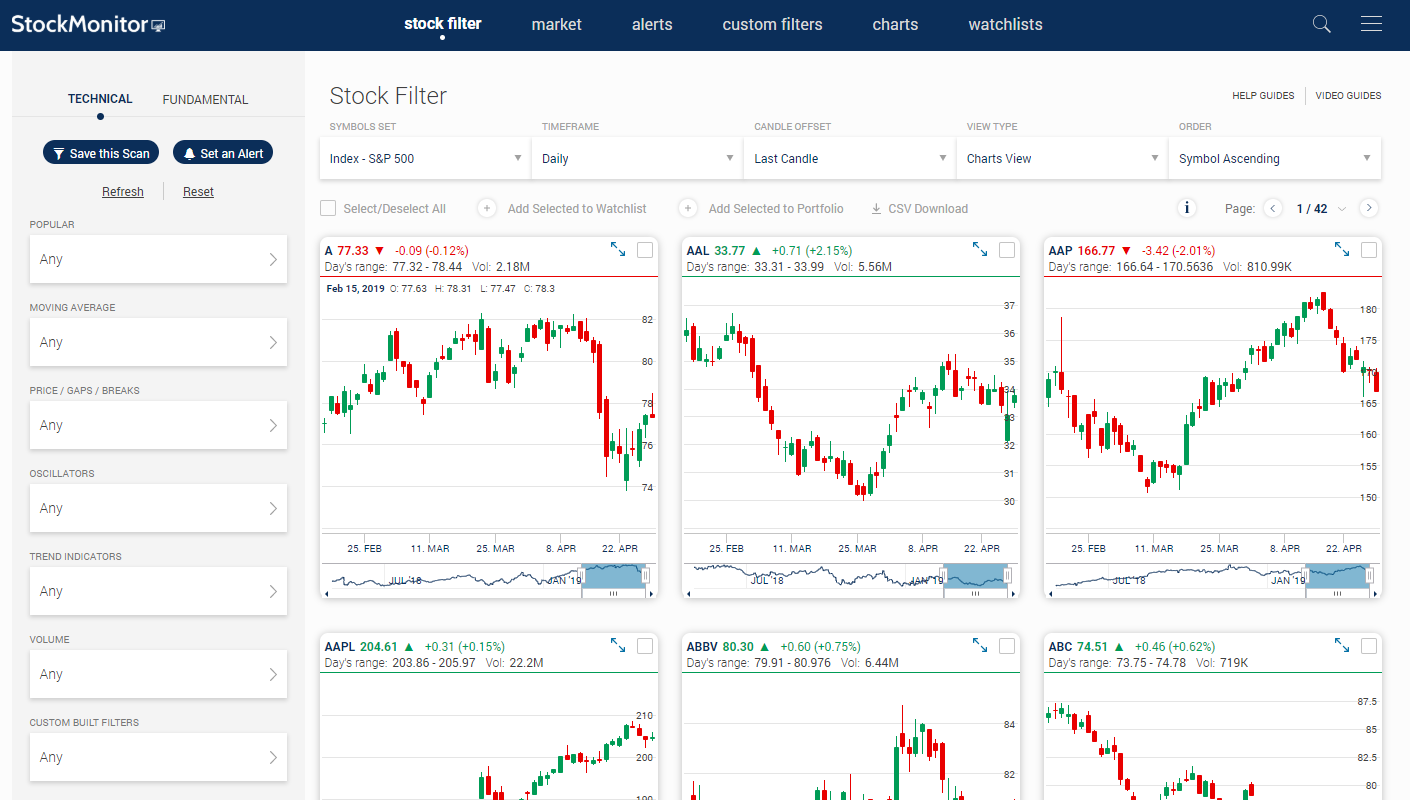 StockMonitor
stock filter market alerts custom filters charts watchlists
TECHNICAL FUNDAMENTAL
Save this Scan Set an Alert
Refresh Reset
POPULAR
Any
MOVING AVERAGE
Any
PRICE / GAPS / BREAKS
Any
OSCILLATORS
Any
TREND INDICATORS
Any
VOLUME
Any
CUSTOM BUILT FILTERS
Any
Stock Filter
HELP GUIDES VIDEO GUIDES
SYMBOLS SET TIMEFRAME CANDLE OFFSET VIEW TYPE ORDER
Index - S&P 500 Daily Last Candle Charts View Symbol Ascending
Select/Deselect All + Add Selected to Watchlist + Add Selected to Portfolio CSV Download i Page: < 1 / 42 >
A 77.33 ▼ -0.09 (-0.12%)
Day's range: 77.32 - 78.44 Vol: 2.18M
Feb 15, 2019 O: 77.63 H: 78.31 L: 77.47 C: 78.3
82
80
78
76
74
25. FEB 11. MAR 25. MAR 8. APR 22. APR
JUL '18 JAN '19
AAL 33.77 ▲ +0.71 (+2.15%)
Day's range: 33.31 - 33.99 Vol: 5.56M
37
36
35
34
33
32
31
30
25. FEB 11. MAR 25. MAR 8. APR 22. APR
JUL '18 JAN '19
AAP 166.77 ▼ -3.42 (-2.01%)
Day's range: 166.64 - 170.5636 Vol: 810.99K
180
175
170
165
160
155
150
25. FEB 11. MAR 25. MAR 8. APR 22. APR
JUL '18 JAN '19
AAPL 204.61 ▲ +0.31 (+0.15%)
Day's range: 203.86 - 205.97 Vol: 22.2M
210
200
190
ABBV 80.30 ▲ +0.60 (+0.75%)
Day's range: 79.91 - 80.976 Vol: 6.44M
84
82
ABC 74.51 ▲ +0.46 (+0.62%)
Day's range: 73.75 - 74.78 Vol: 719K
87.5
85
82.5
80